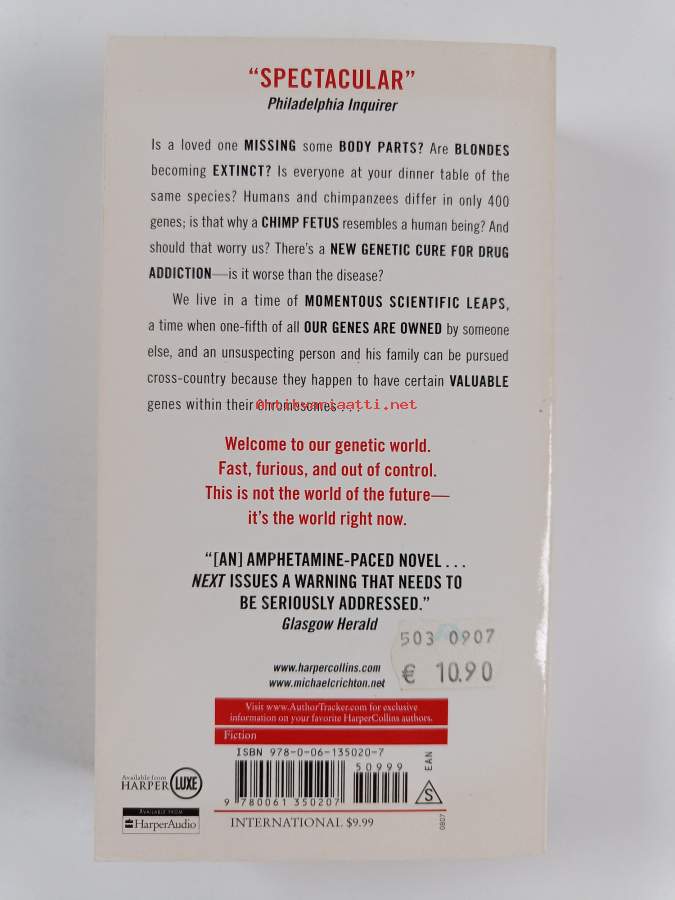 “SPECTACULAR”
Philadelphia Inquirer
Is a loved one MISSING some BODY PARTS? Are BLONDES
becoming EXTINCT? Is everyone at your dinner table of the
same species? Humans and chimpanzees differ in only 400
genes; is that why a CHIMP FETUS resembles a human being? And
should that worry us? There’s a NEW GENETIC CURE FOR DRUG
ADDICTION—is it worse than the disease?
We live in a time of MOMENTOUS SCIENTIFIC LEAPS,
a time when one-fifth of all OUR GENES ARE OWNED by someone
else, and an unsuspecting person and his family can be pursued
cross-country because they happen to have certain VALUABLE
genes within their chromosomes . . .
Antikvariaatti.net
Welcome to our genetic world.
Fast, furious, and out of control.
This is not the world of the future—
it’s the world right now.
“[AN] AMPHETAMINE-PACED NOVEL . . .
NEXT ISSUES A WARNING THAT NEEDS TO
BE SERIOUSLY ADDRESSED.”
Glasgow Herald
503 0907
€ 10.90
www.harpercollins.com
www.michaelcrichton.net
Visit www.AuthorTracker.com for exclusive
information on your favorite HarperCollins authors.
Fiction
ISBN 978-0-06-135020-7
50999
EAN
9 780061 350207
S
Available from
HARPER LUXE
AVAILABLE FROM
HarperAudio
INTERNATIONAL $9.99
0807